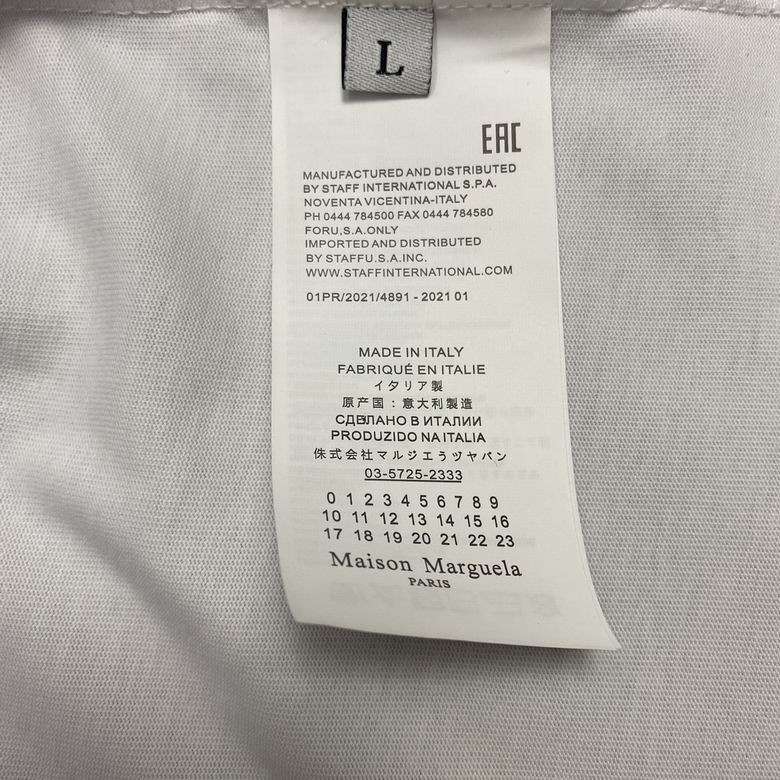 L
EAC
MANUFACTURED AND DISTRIBUTED
BY STAFF INTERNATIONAL S.P.A.
NOVENTA VICENTINA-ITALY
PH 0444 784500 FAX 0444 784580
FORU,S.A.ONLY
IMPORTED AND DISTRIBUTED
BY STAFFU.S.A.INC.
WWW.STAFFINTERNATIONAL.COM
01PR/2021/4891 - 2021 01
MADE IN ITALY
FABRIQUÉ EN ITALIE
イタリア製
原产国：意大利製造
СДВЛАНО В ИТАЛИИ
PRODUZIDO NA ITALIA
侏式会社マルジエうヅヤパン
03-5725-2333
0 1 2 3 4 5 6 7 8 9
10 11 12 13 14 15 16
17 18 19 20 21 22 23
Maison Marguela
PARIS